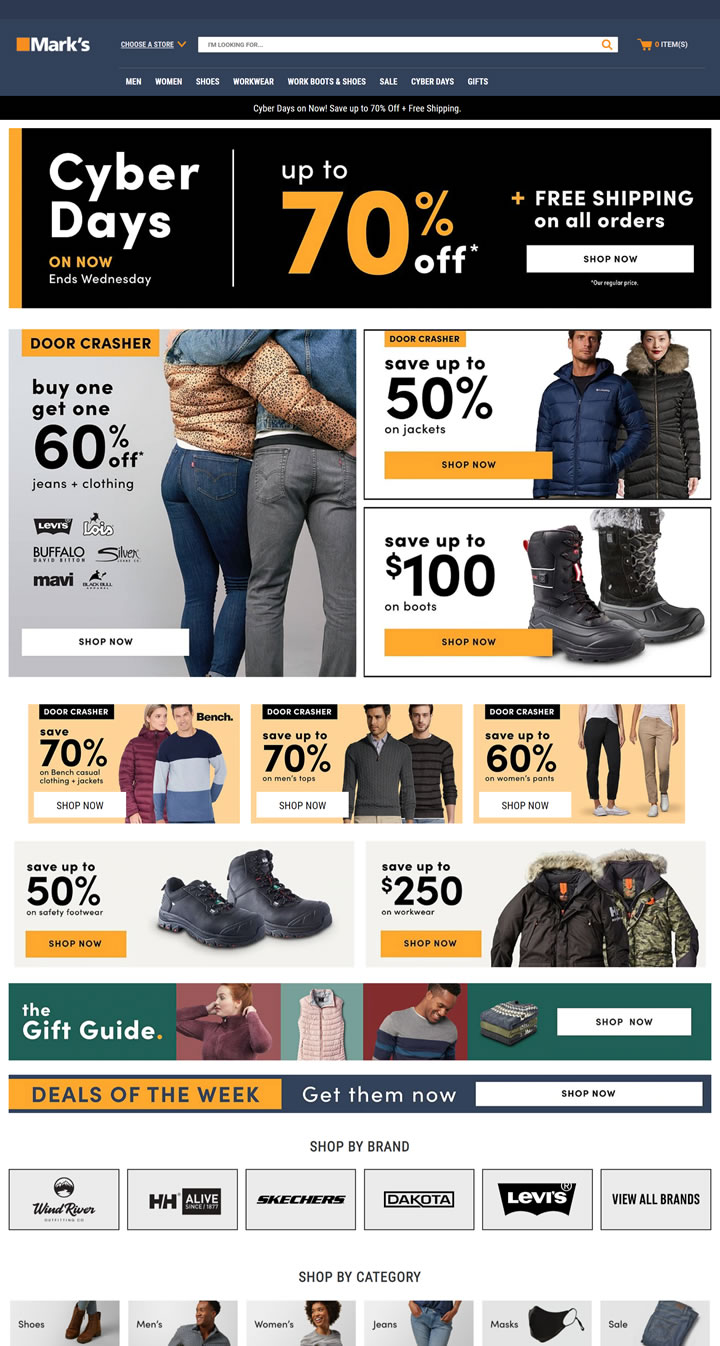 Mark's
CHOOSE A STORE
I'M LOOKING FOR...
0 ITEM(S)
MEN WOMEN SHOES WORKWEAR WORK BOOTS & SHOES SALE CYBER DAYS GIFTS
Cyber Days on Now! Save up to 70% Off + Free Shipping.
Cyber
Days
ON NOW
Ends Wednesday
up to
70%
off*
+ FREE SHIPPING
on all orders
SHOP NOW
*Our regular price.
DOOR CRASHER
buy one
get one
60%
off*
jeans + clothing
LEVI'S Lois
BUFFALO
DAVID BITTON
Silver
JEANS CO.
mavi
BLACK BULL
SHOP NOW
DOOR CRASHER
save up to
50%
on jackets
SHOP NOW
Columbia
save up to
$100
on boots
SHOP NOW
DOOR CRASHER
save
70%
on Bench casual
clothing + jackets
SHOP NOW
Bench.
DOOR CRASHER
save up to
70%
on men's tops
SHOP NOW
DOOR CRASHER
save up to
60%
on women's pants
SHOP NOW
save up to
50%
on safety footwear
SHOP NOW
save up to
$250
on workwear
SHOP NOW
HH
the
Gift Guide.
SHOP NOW
DEALS OF THE WEEK
Get them now
SHOP NOW
SHOP BY BRAND
Wind River
OUTFITTING CO
HH® ALIVE
SINCE / 1877
SKECHERS
DAKOTA
LEVI'S®
VIEW ALL BRANDS
SHOP BY CATEGORY
Shoes
Men's
Women's
Jeans
Masks
Sale